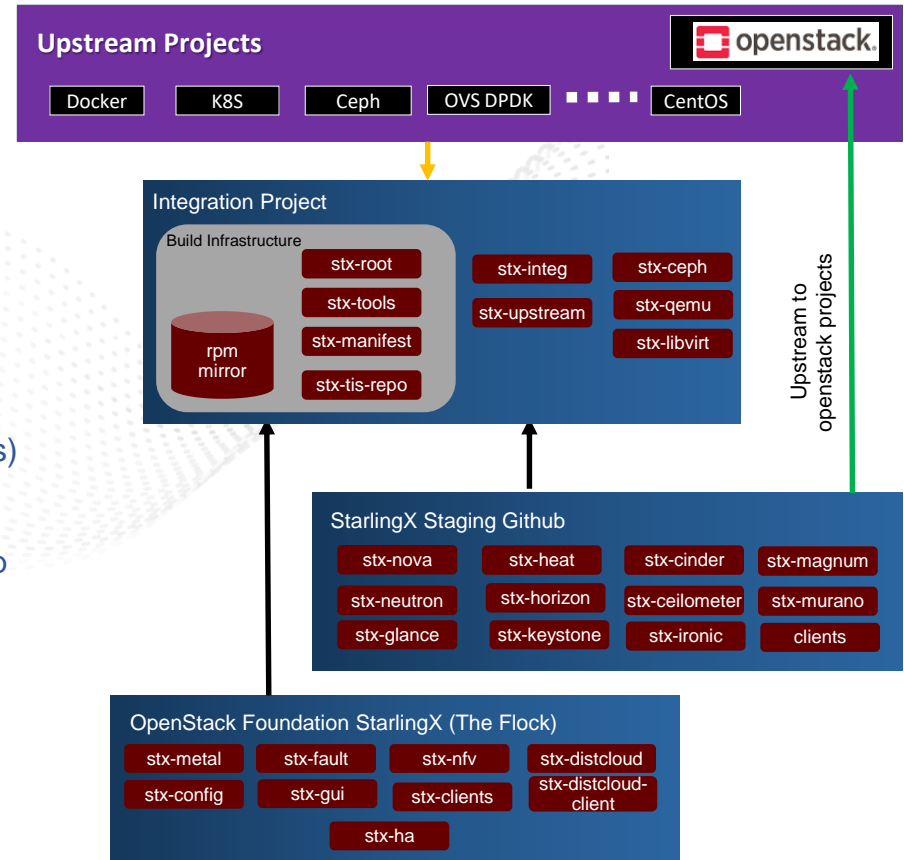 Upstream Projects
openstack.
Docker
K8S
Ceph
OVS DPDK
CentOS
Integration Project
Build Infrastructure
rpm
mirror
stx-root
stx-tools
stx-manifest
stx-tis-repo
stx-integ
stx-upstream
stx-ceph
stx-qemu
stx-libvirt
Upstream to
openstack projects
s)
o
StarlingX Staging Github
stx-nova
stx-heat
stx-cinder
stx-magnum
stx-neutron
stx-horizon
stx-ceilometer
stx-murano
stx-glance
stx-keystone
stx-ironic
clients
OpenStack Foundation StarlingX (The Flock)
stx-metal
stx-fault
stx-nfv
stx-distcloud
stx-config
stx-gui
stx-clients
stx-distcloud-
client
stx-ha